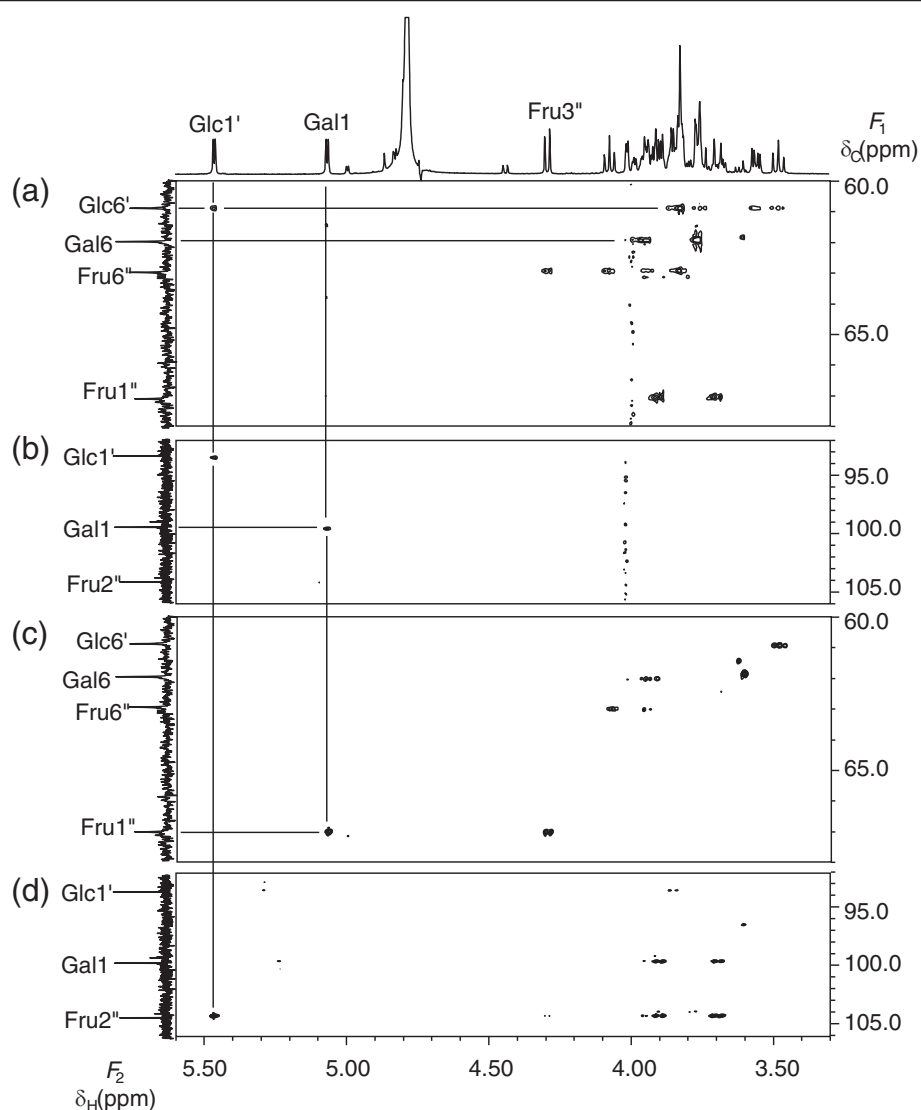 Glc1' Gal1 Fru3" F1
δC(ppm)
(a)
60.0
Glc6'
Gal6
Fru6"
65.0
Fru1"
(b)
Glc1'
95.0
Gal1
100.0
Fru2"
105.0
(c)
60.0
Glc6'
Gal6
Fru6"
65.0
Fru1"
(d)
Glc1'
95.0
Gal1
100.0
Fru2"
105.0
F2 5.50 5.00 4.50 4.00 3.50
δH(ppm)